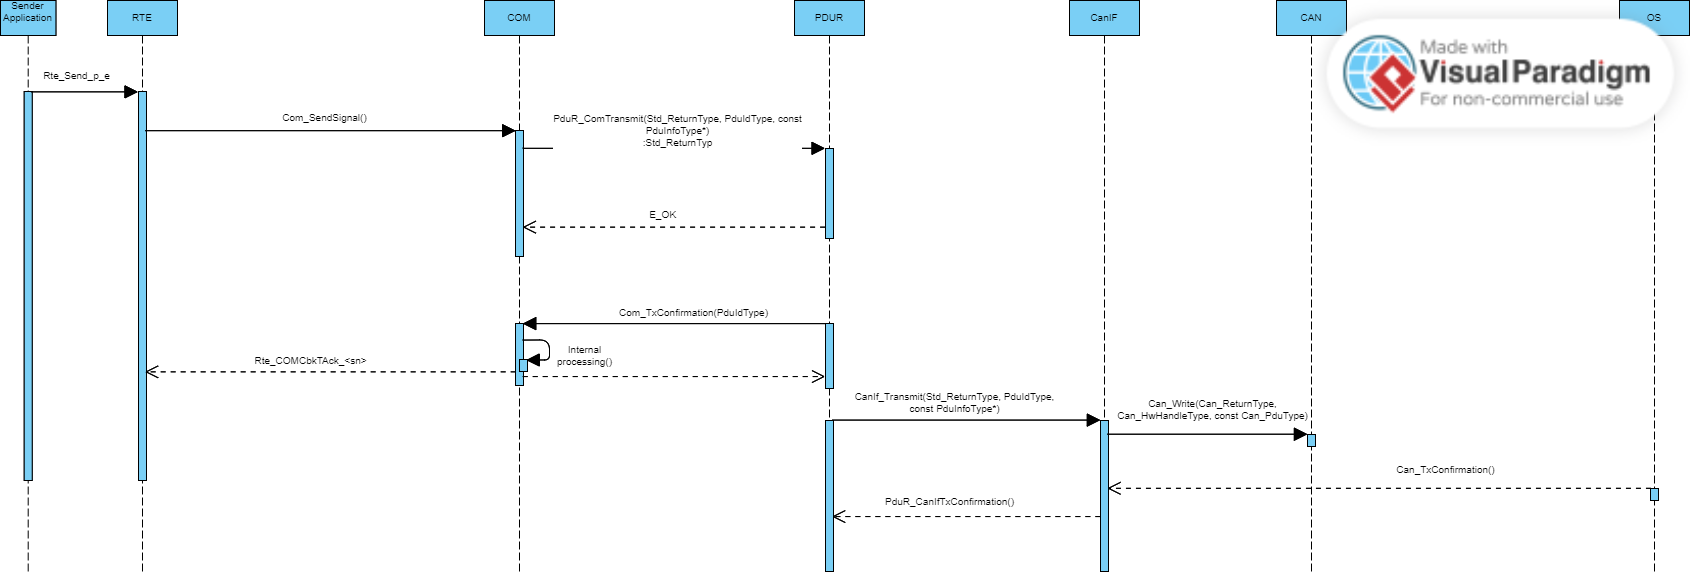 Sender
Application
RTE
COM
PDUR
CanIF
CAN
OS
Made with
Visual Paradigm
For non-commercial use
Rte_Send_p_e
Com_SendSignal()
PduR_ComTransmit(Std_ReturnType, PduIdType, const
PduInfoType*)
:Std_ReturnTyp
E_OK
Com_TxConfirmation(PduIdType)
Internal
processing()
Rte_COMCbkTAck_<sn>
CanIf_Transmit(Std_ReturnType, PduIdType,
const PduInfoType*)
Can_Write(Can_ReturnType,
Can_HwHandleType, const Can_PduType)
Can_TxConfirmation()
PduR_CanIfTxConfirmation()